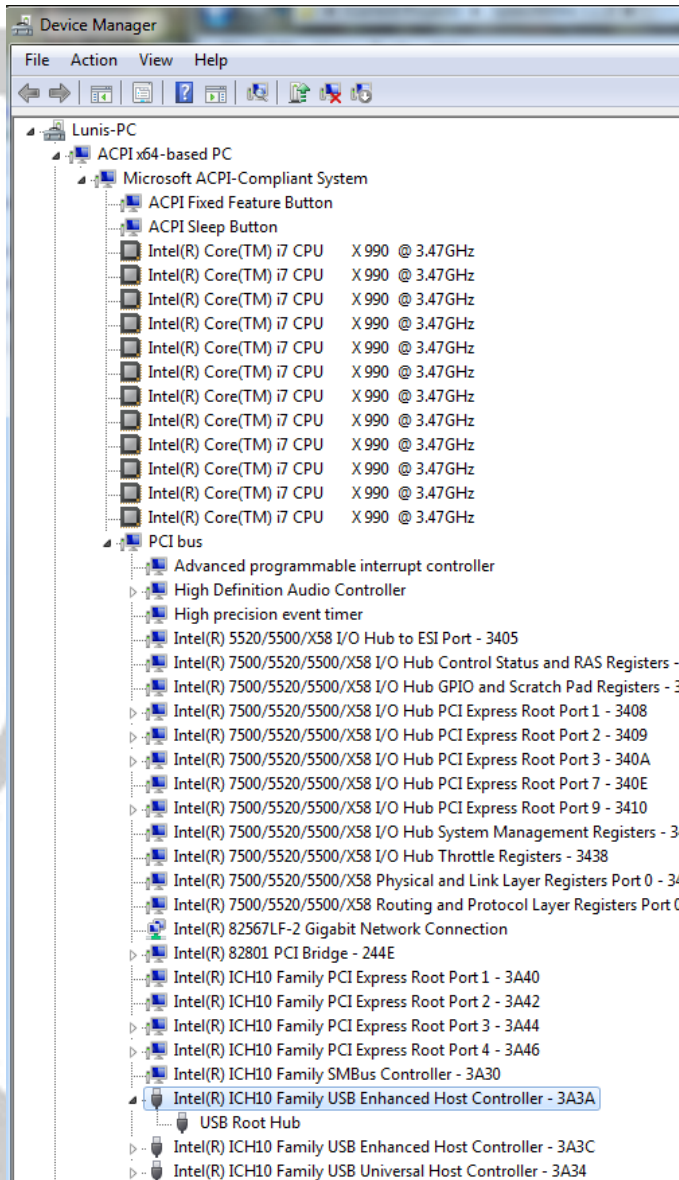 Device Manager
File Action View Help
Lunis-PC
ACPI x64-based PC
Microsoft ACPI-Compliant System
ACPI Fixed Feature Button
ACPI Sleep Button
Intel(R) Core(TM) i7 CPU X 990 @ 3.47GHz
Intel(R) Core(TM) i7 CPU X 990 @ 3.47GHz
Intel(R) Core(TM) i7 CPU X 990 @ 3.47GHz
Intel(R) Core(TM) i7 CPU X 990 @ 3.47GHz
Intel(R) Core(TM) i7 CPU X 990 @ 3.47GHz
Intel(R) Core(TM) i7 CPU X 990 @ 3.47GHz
Intel(R) Core(TM) i7 CPU X 990 @ 3.47GHz
Intel(R) Core(TM) i7 CPU X 990 @ 3.47GHz
Intel(R) Core(TM) i7 CPU X 990 @ 3.47GHz
Intel(R) Core(TM) i7 CPU X 990 @ 3.47GHz
Intel(R) Core(TM) i7 CPU X 990 @ 3.47GHz
Intel(R) Core(TM) i7 CPU X 990 @ 3.47GHz
PCI bus
Advanced programmable interrupt controller
High Definition Audio Controller
High precision event timer
Intel(R) 5520/5500/X58 I/O Hub to ESI Port - 3405
Intel(R) 7500/5520/5500/X58 I/O Hub Control Status and RAS Registers -
Intel(R) 7500/5520/5500/X58 I/O Hub GPIO and Scratch Pad Registers - 3
Intel(R) 7500/5520/5500/X58 I/O Hub PCI Express Root Port 1 - 3408
Intel(R) 7500/5520/5500/X58 I/O Hub PCI Express Root Port 2 - 3409
Intel(R) 7500/5520/5500/X58 I/O Hub PCI Express Root Port 3 - 340A
Intel(R) 7500/5520/5500/X58 I/O Hub PCI Express Root Port 7 - 340E
Intel(R) 7500/5520/5500/X58 I/O Hub PCI Express Root Port 9 - 3410
Intel(R) 7500/5520/5500/X58 I/O Hub System Management Registers - 3
Intel(R) 7500/5520/5500/X58 I/O Hub Throttle Registers - 3438
Intel(R) 7500/5520/5500/X58 Physical and Link Layer Registers Port 0 - 34
Intel(R) 7500/5520/5500/X58 Routing and Protocol Layer Registers Port 0
Intel(R) 82567LF-2 Gigabit Network Connection
Intel(R) 82801 PCI Bridge - 244E
Intel(R) ICH10 Family PCI Express Root Port 1 - 3A40
Intel(R) ICH10 Family PCI Express Root Port 2 - 3A42
Intel(R) ICH10 Family PCI Express Root Port 3 - 3A44
Intel(R) ICH10 Family PCI Express Root Port 4 - 3A46
Intel(R) ICH10 Family SMBus Controller - 3A30
Intel(R) ICH10 Family USB Enhanced Host Controller - 3A3A
USB Root Hub
Intel(R) ICH10 Family USB Enhanced Host Controller - 3A3C
Intel(R) ICH10 Family USB Universal Host Controller - 3A34